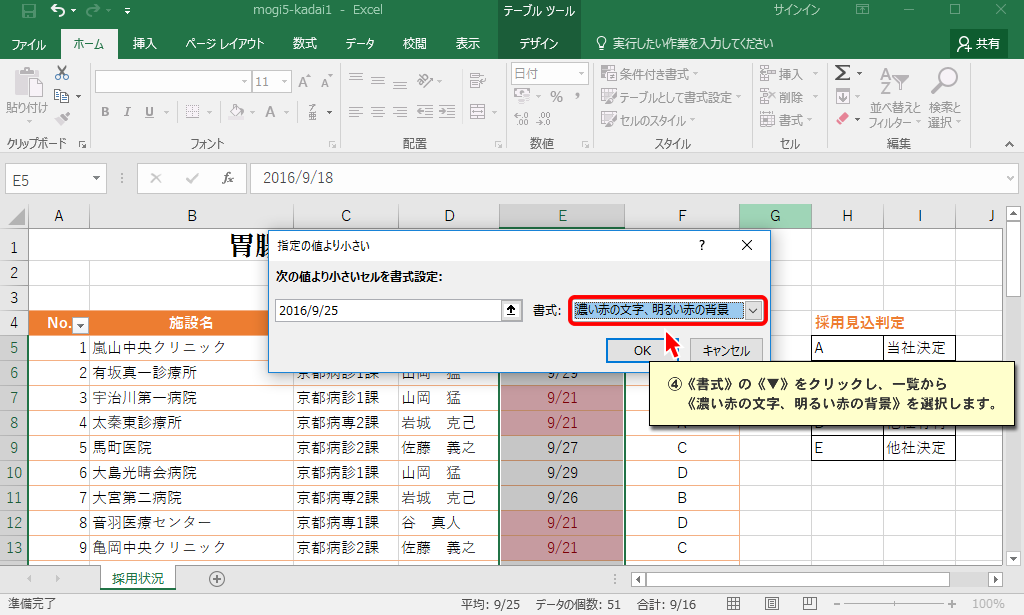 mogi5-kadai1 - Excel テーブル ツール サインイン
ファイル ホーム 挿入 ページ レイアウト 数式 データ 校閲 表示 デザイン 実行したい作業を入力してください 共有
貼り付け 11 A A 日付 条件付き書式 挿入 Σ
B I U A % , テーブルとして書式設定 削除 並べ替えと フィルター 検索と 選択
セルのスタイル 書式
クリップボード フォント 配置 数値 スタイル セル 編集
E5 fx 2016/9/18
A B C D E F G H I J
1 胃腸
2
3
指定の値より小さい ?
次の値より小さいセルを書式設定:
2016/9/25 書式: 濃い赤の文字、明るい赤の背景
OK キャンセル
4 No. 施設名 採用見込判定
5 1 嵐山中央クリニック A 当社決定
④《書式》の《▼》をクリックし、一覧から
《濃い赤の文字、明るい赤の背景》を選択します。
6 2 有坂真一診療所 京都病診1課 山岡 猛 9/29
7 3 宇治川第一病院 京都病診1課 山岡 猛 9/21
8 4 太秦東診療所 京都病専2課 岩城 克己 9/21
9 5 馬町医院 京都病診2課 佐藤 義之 9/27 C E 他社決定
10 6 大島光晴会病院 京都病診1課 山岡 猛 9/29 D
11 7 大宮第二病院 京都病専2課 岩城 克己 9/26 B
12 8 音羽医療センター 京都病専1課 谷 真人 9/21 D
13 9 亀岡中央クリニック 京都病診2課 佐藤 義之 9/21 C
採用状況
準備完了 平均: 9/25 データの個数: 51 合計: 9/16 100%